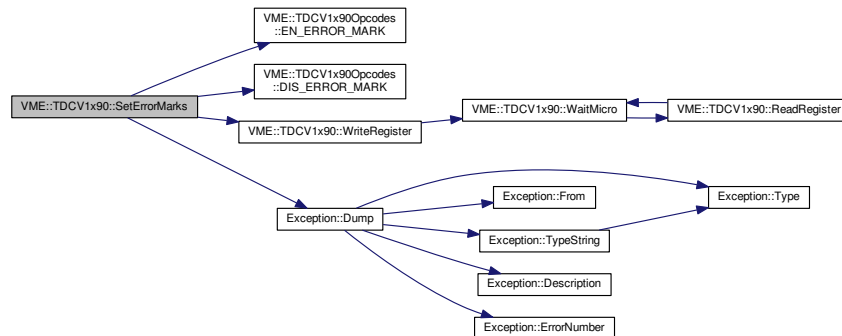 VME::TDCV1x90Opcodes
::EN_ERROR_MARK
VME::TDCV1x90Opcodes
::DIS_ERROR_MARK
VME::TDCV1x90::SetErrorMarks
VME::TDCV1x90::WaitMicro
VME::TDCV1x90::ReadRegister
VME::TDCV1x90::WriteRegister
Exception::From
Exception::Type
Exception::Dump
Exception::TypeString
Exception::Description
Exception::ErrorNumber